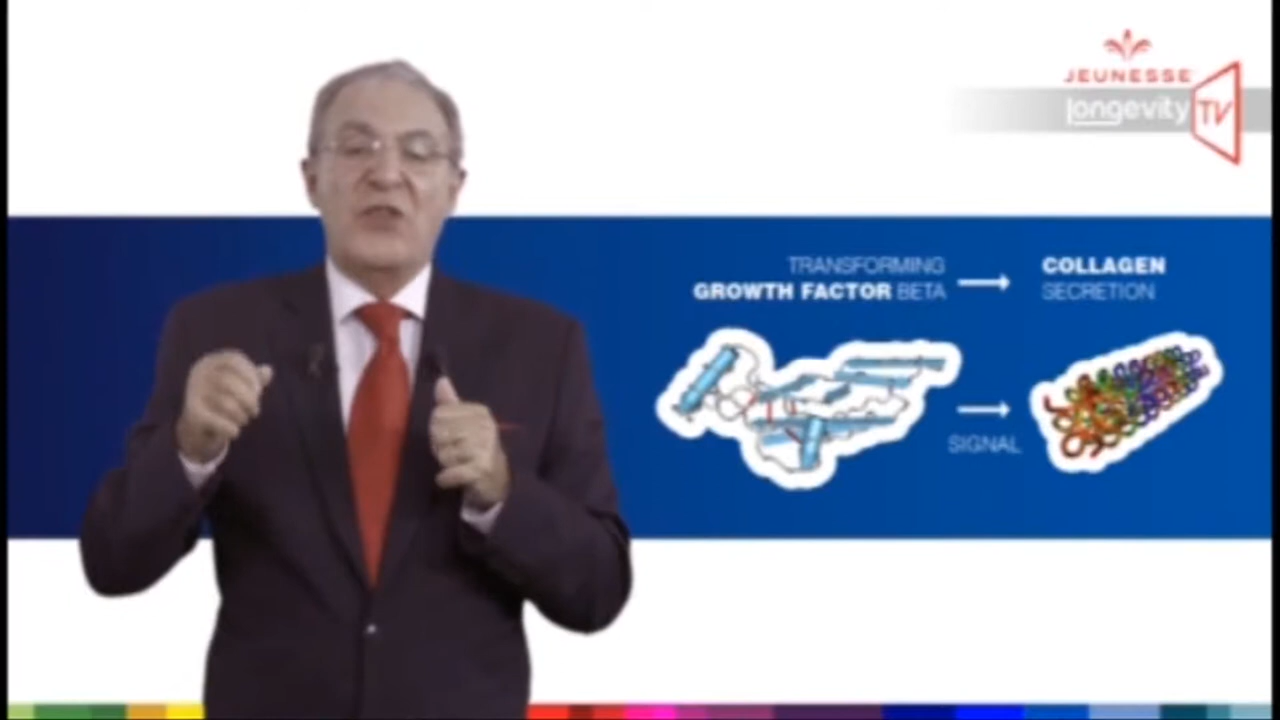 JEUNESSE
longevity TV
TRANSFORMING
GROWTH FACTOR BETA
COLLAGEN
SECRETION
SIGNAL